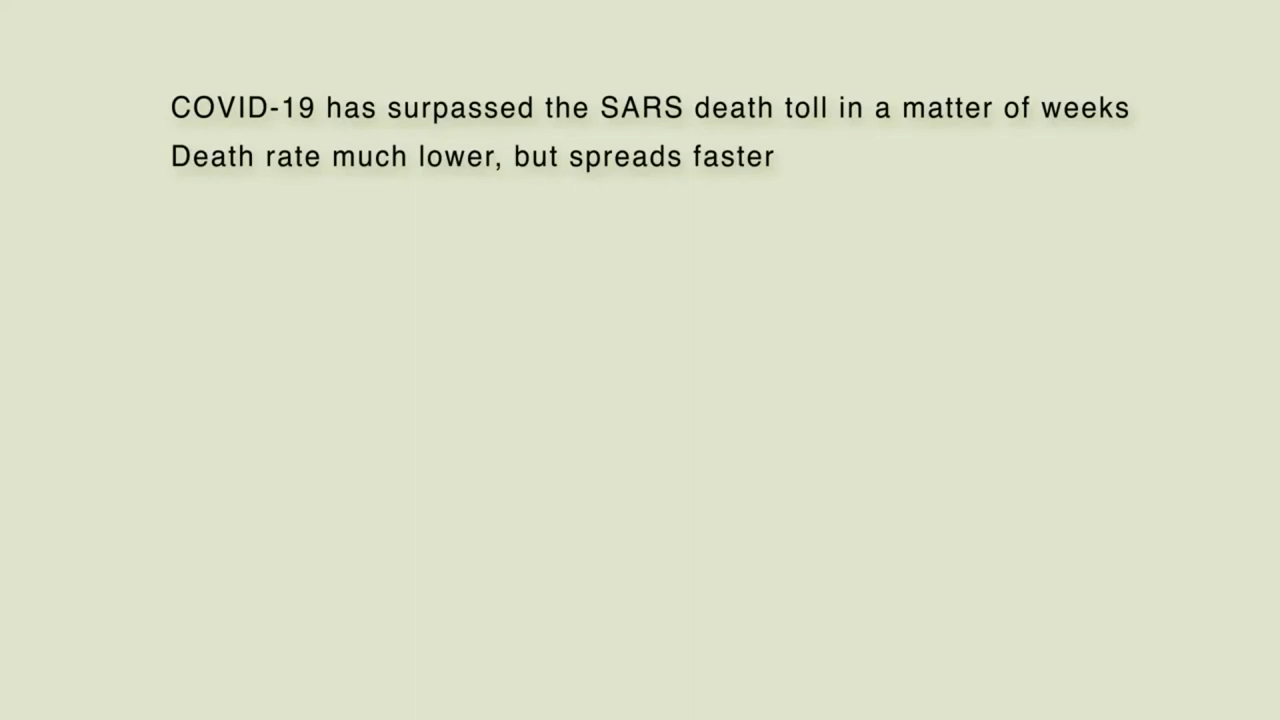 COVID-19 has surpassed the SARS death toll in a matter of weeks
Death rate much lower, but spreads faster